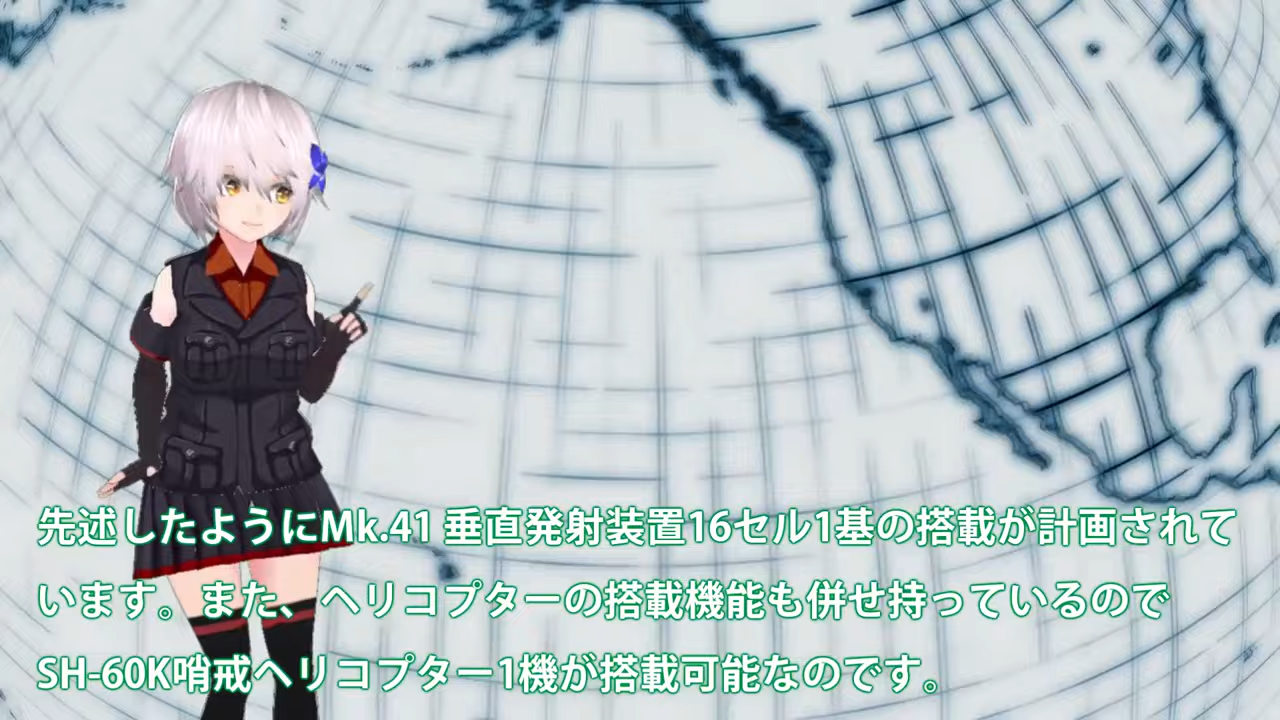 先述したようにMk.41 垂直発射装置16セル1基の搭載が計画されて
います。また、ヘリコプターの搭載機能も併せ持っているので
SH-60K哨戒ヘリコプター1機が搭載可能なのです。